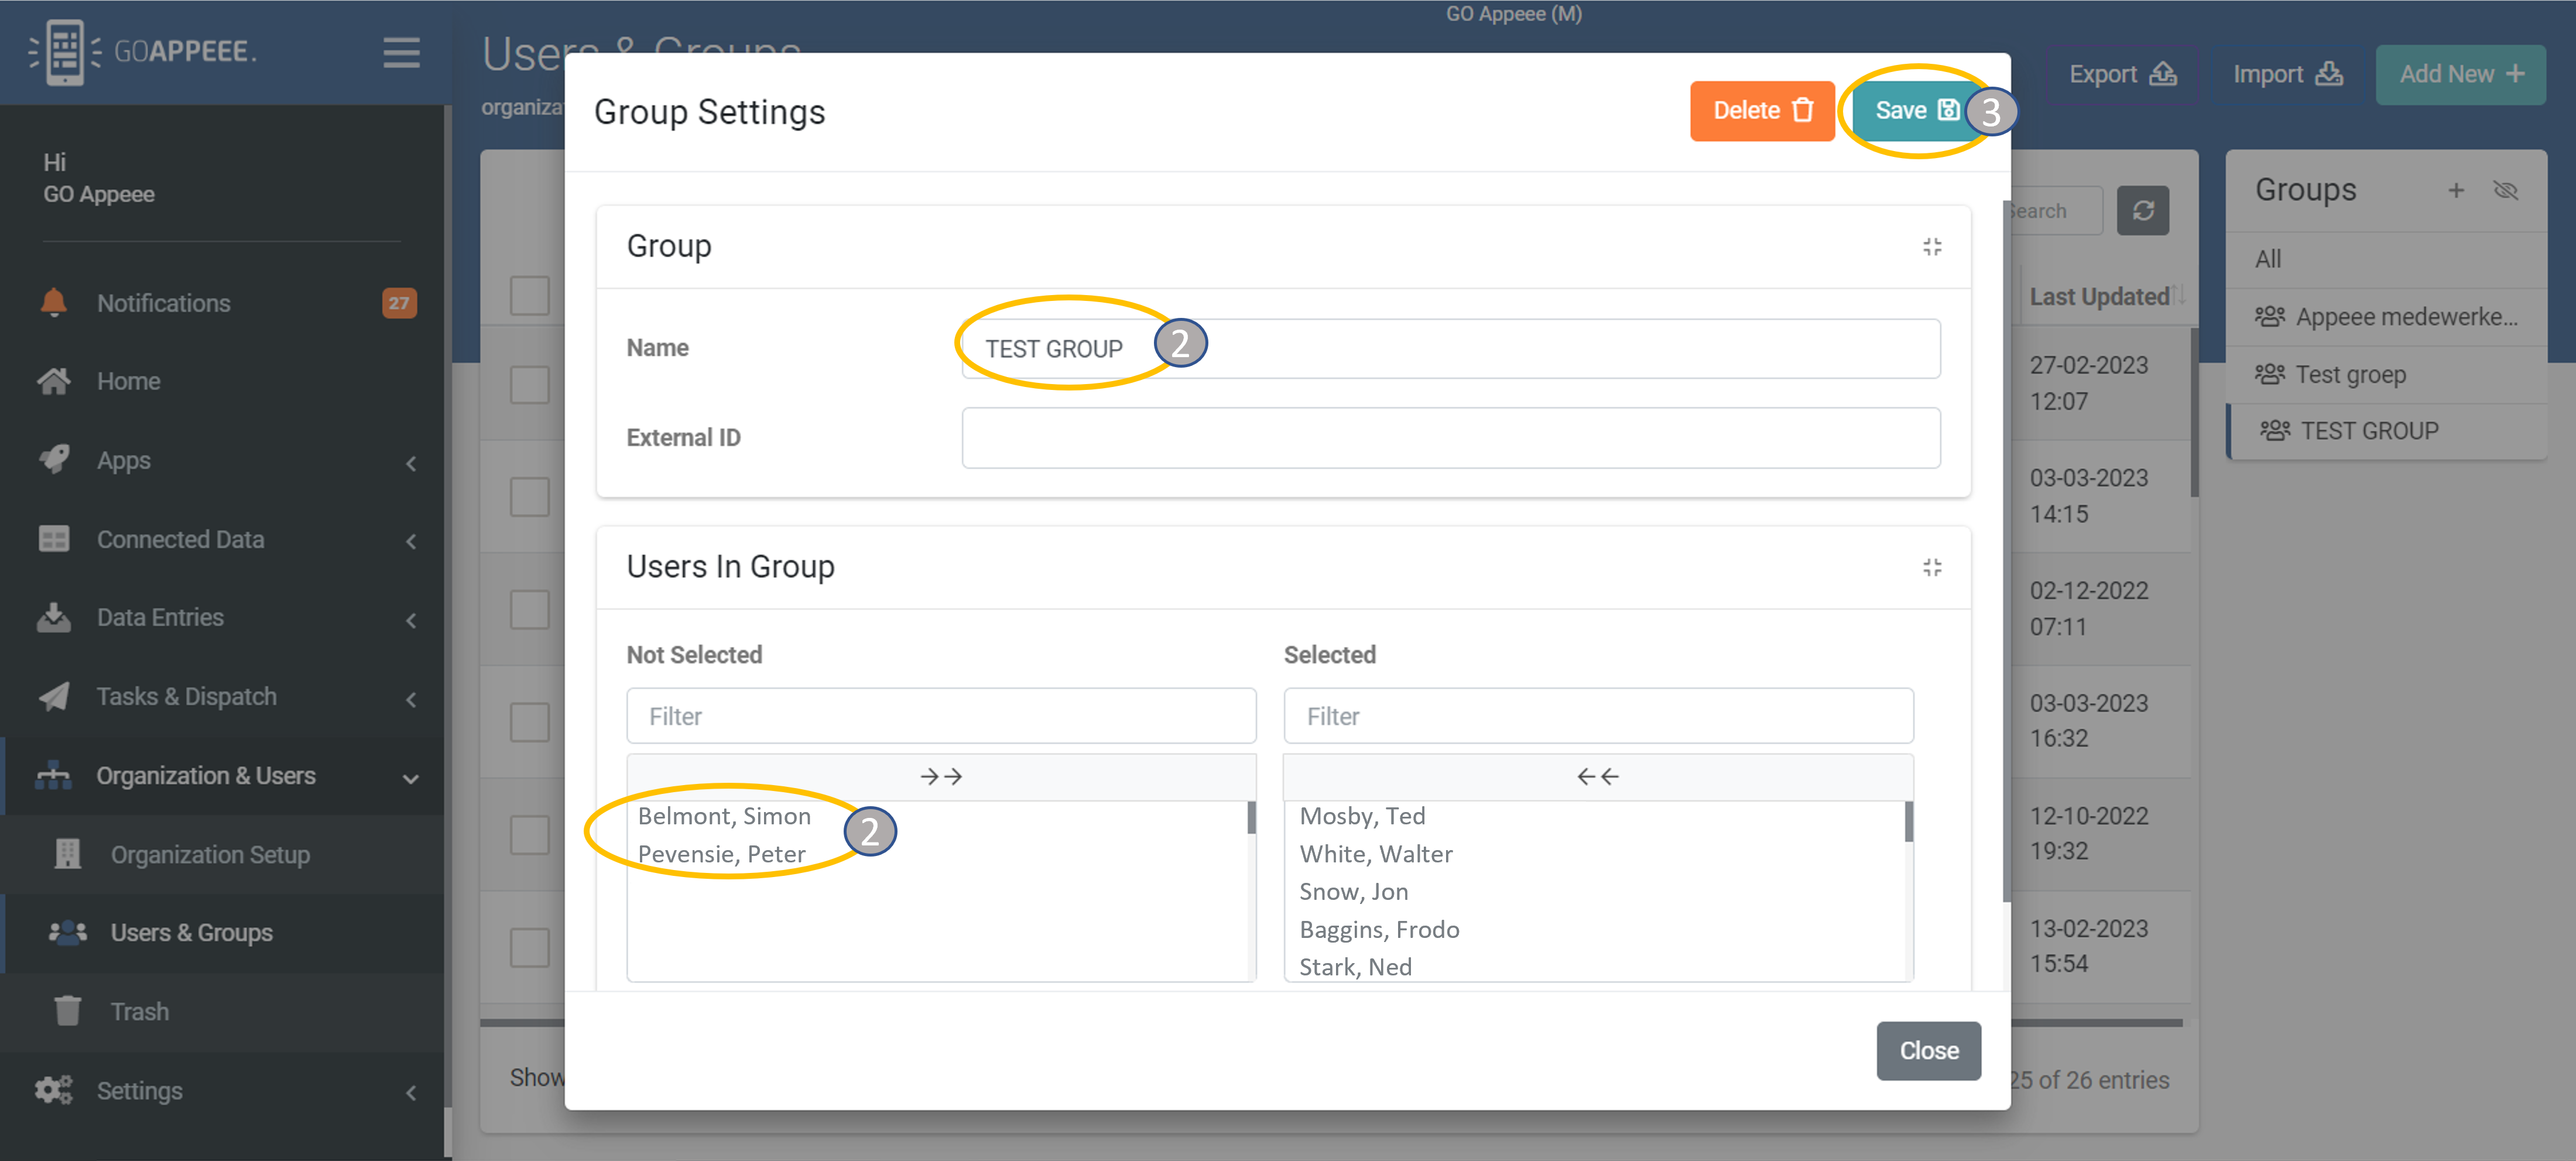 GO Appeee (M)
GOAPPEEE.
Users & Groups
Export
Import
Add New +
Hi
GO Appeee
Notifications 27
Home
Apps
Connected Data
Data Entries
Tasks & Dispatch
Organization & Users
Organization Setup
Users & Groups
Trash
Settings
Group Settings
Delete
Save 3
Group
Name TEST GROUP 2
External ID
Users In Group
Not Selected
Selected
Filter
Filter
→→
←←
Belmont, Simon
Pevensie, Peter
2
Mosby, Ted
White, Walter
Snow, Jon
Baggins, Frodo
Stark, Ned
Close
Show
25 of 26 entries
Search
Last Updated
27-02-2023
12:07
03-03-2023
14:15
02-12-2022
07:11
03-03-2023
16:32
12-10-2022
19:32
13-02-2023
15:54
Groups +
All
Appeee medewerke...
Test groep
TEST GROUP